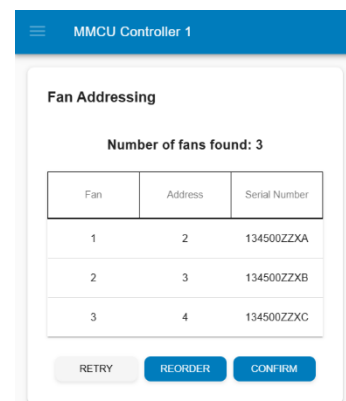 MMCU Controller 1
Fan Addressing
Number of fans found: 3
Fan Address Serial Number
1 2 134500ZZXA
2 3 134500ZZXB
3 4 134500ZZXC
RETRY REORDER CONFIRM